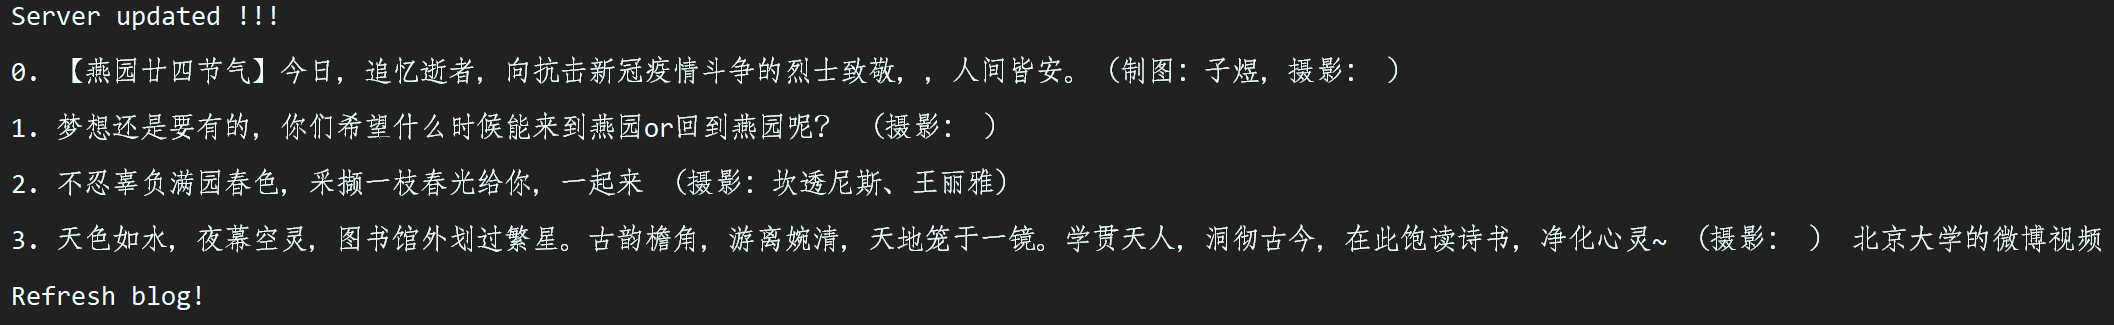 Server updated !!!
0. 【燕园廿四节气】今日，追忆逝者，向抗击新冠疫情斗争的烈士致敬，，人间皆安。（制图：子煜，摄影： ）
1. 梦想还是要有的，你们希望什么时候能来到燕园or回到燕园呢？ （摄影： ）
2. 不忍辜负满园春色，采撷一枝春光给你，一起来 （摄影：坎透尼斯、王丽雅）
3. 天色如水，夜幕空灵，图书馆外划过繁星。古韵檐角，游离婉清，天地笼于一镜。学贯天人，洞彻古今，在此饱读诗书，净化心灵~ （摄影： ） 北京大学的微博视频
Refresh blog!